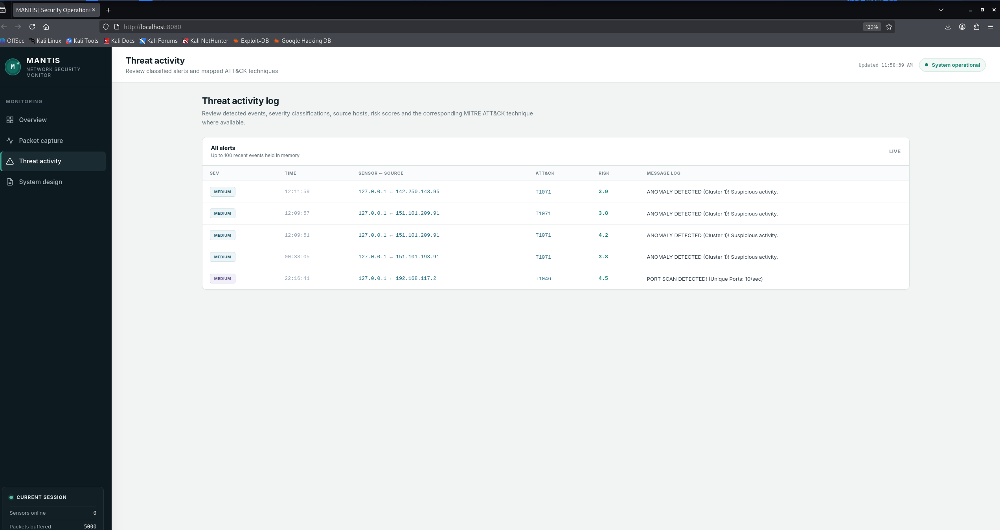 MANTIS | Security Operation
http://localhost:8080
120%
OffSec Kali Linux Kali Tools Kali Docs Kali Forums Kali NetHunter Exploit-DB Google Hacking DB
M
MANTIS
NETWORK SECURITY
MONITOR
MONITORING
Overview
Packet capture
Threat activity
System design
CURRENT SESSION
Sensors online 0
Packets buffered 5000
Threat activity
Review classified alerts and mapped ATT&CK techniques
Updated 11:58:39 AM
System operational
Threat activity log
Review detected events, severity classifications, source hosts, risk scores and the corresponding MITRE ATT&CK technique
where available.
All alerts
Up to 100 recent events held in memory
LIVE
SEV TIME SENSOR ← SOURCE ATT&CK RISK MESSAGE LOG
MEDIUM 12:11:59 127.0.0.1 ← 142.250.143.95 T1071 3.9 ANOMALY DETECTED (Cluster 1)! Suspicious activity.
MEDIUM 12:09:57 127.0.0.1 ← 151.101.209.91 T1071 3.8 ANOMALY DETECTED (Cluster 1)! Suspicious activity.
MEDIUM 12:09:51 127.0.0.1 ← 151.101.209.91 T1071 4.2 ANOMALY DETECTED (Cluster 1)! Suspicious activity.
MEDIUM 00:33:05 127.0.0.1 ← 151.101.193.91 T1071 3.8 ANOMALY DETECTED (Cluster 1)! Suspicious activity.
MEDIUM 22:16:41 127.0.0.1 ← 192.168.117.2 T1046 4.5 PORT SCAN DETECTED! (Unique Ports: 10/sec)